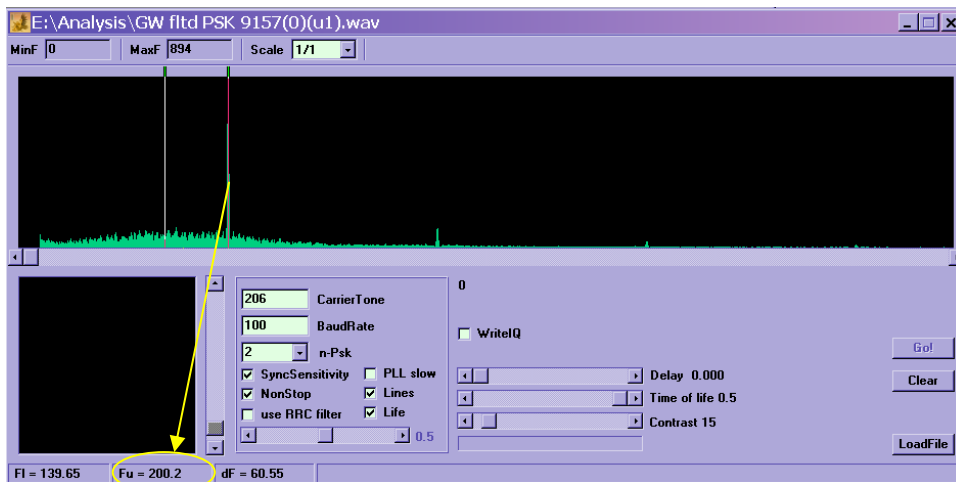 E:\Analysis\GW fltd PSK 9157(0)(u1).wav
MinF 0 MaxF 894 Scale 1/1
0
206 CarrierTone
100 BaudRate
WriteIQ
2 n-Psk
Go!
SyncSensitivity PLL slow
Delay 0.000
NonStop Lines
Clear
Time of life 0.5
use RRC filter Life
Contrast 15
0.5
LoadFile
Fl = 139.65 Fu = 200.2 dF = 60.55